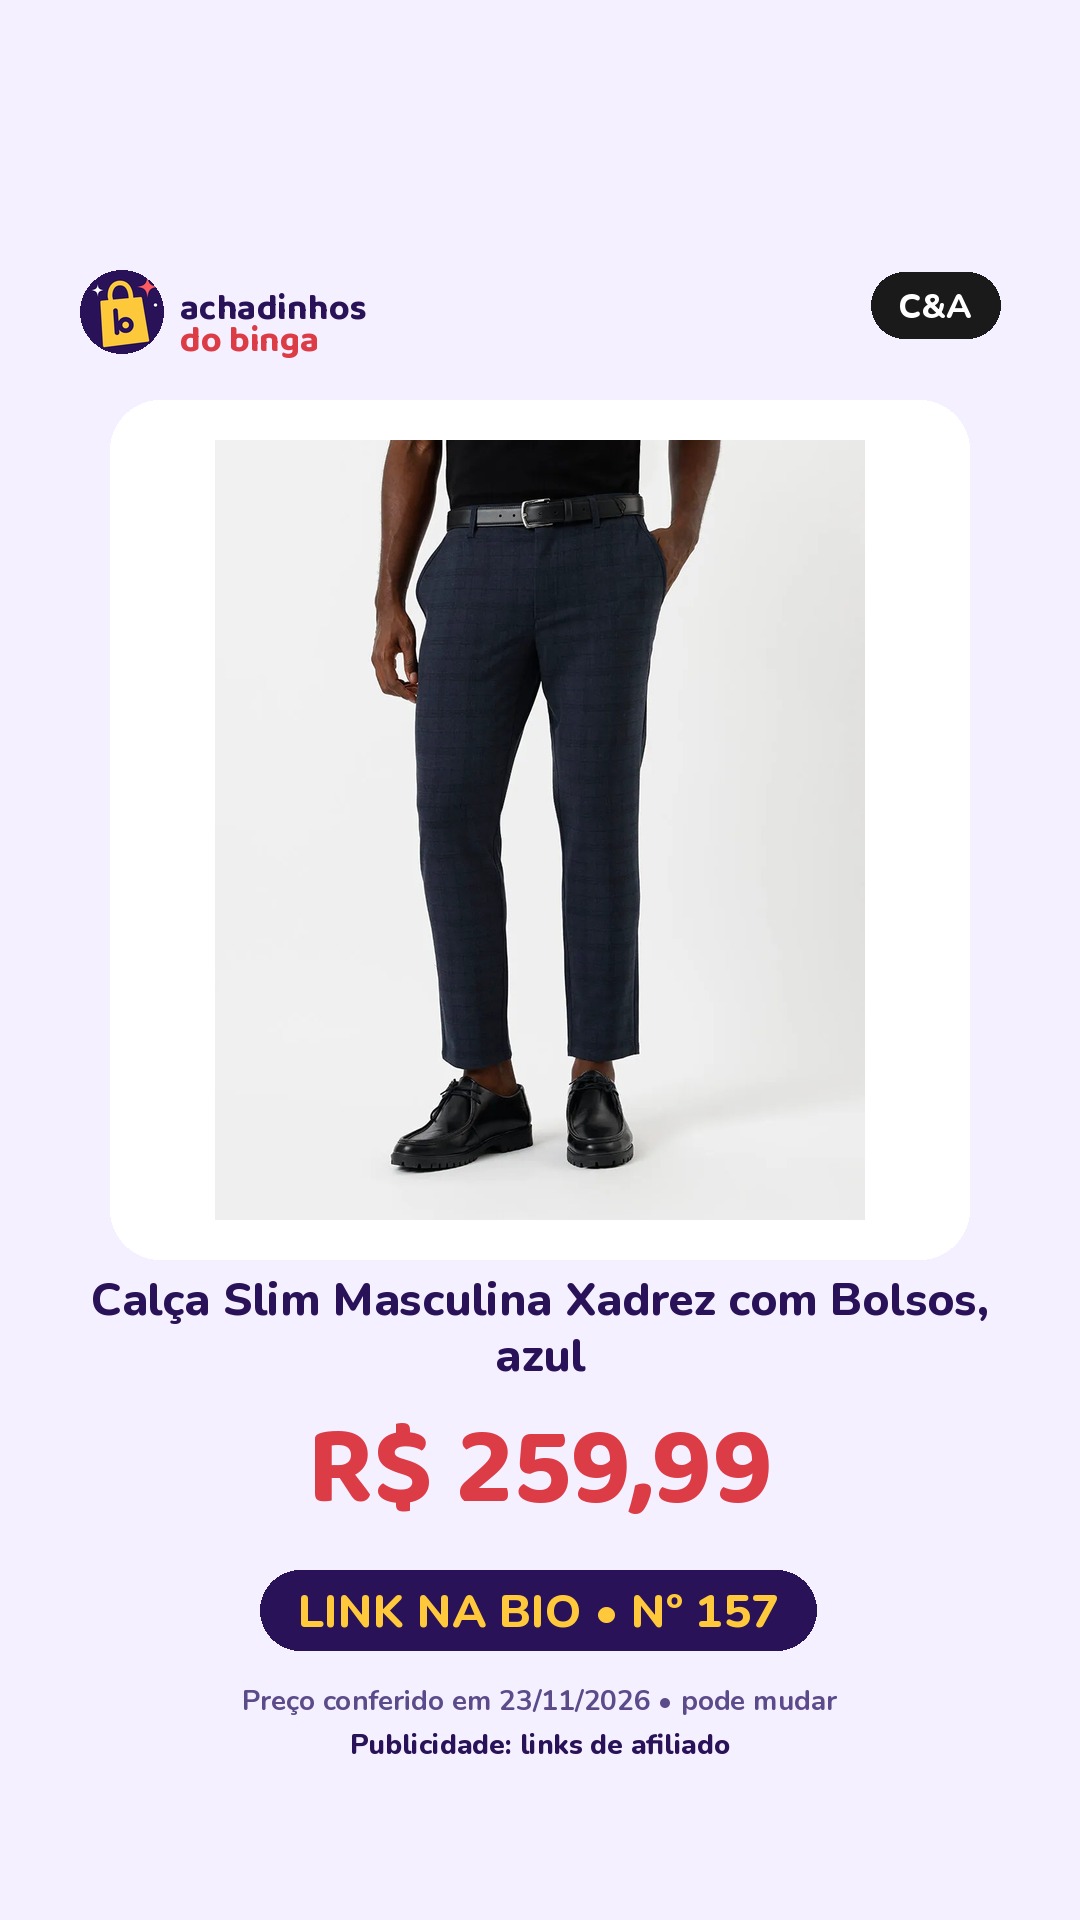 b
achadinhos
do binga
C&A
Calça Slim Masculina Xadrez com Bolsos,
azul
R$ 259,99
LINK NA BIO • Nº 157
Preço conferido em 23/11/2026 • pode mudar
Publicidade: links de afiliado